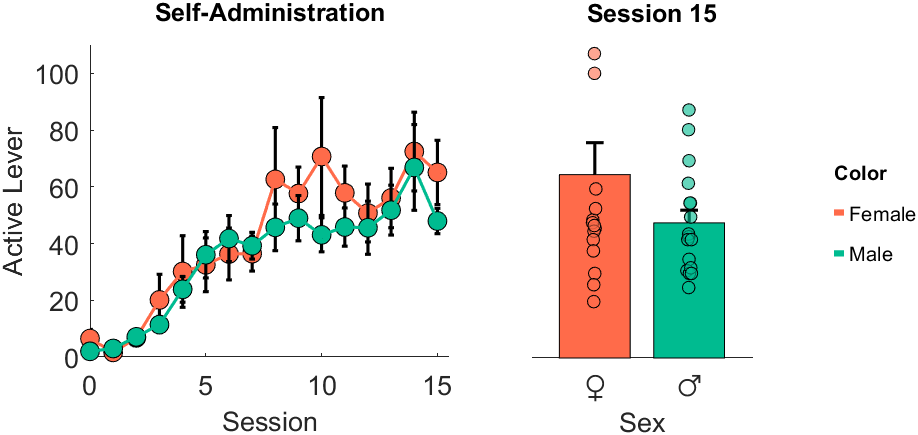 Self-Administration
Session 15
100
80
60
40
20
0
Active Lever
0 5 10 15
Session
♀ ♂
Sex
Color
Female
Male